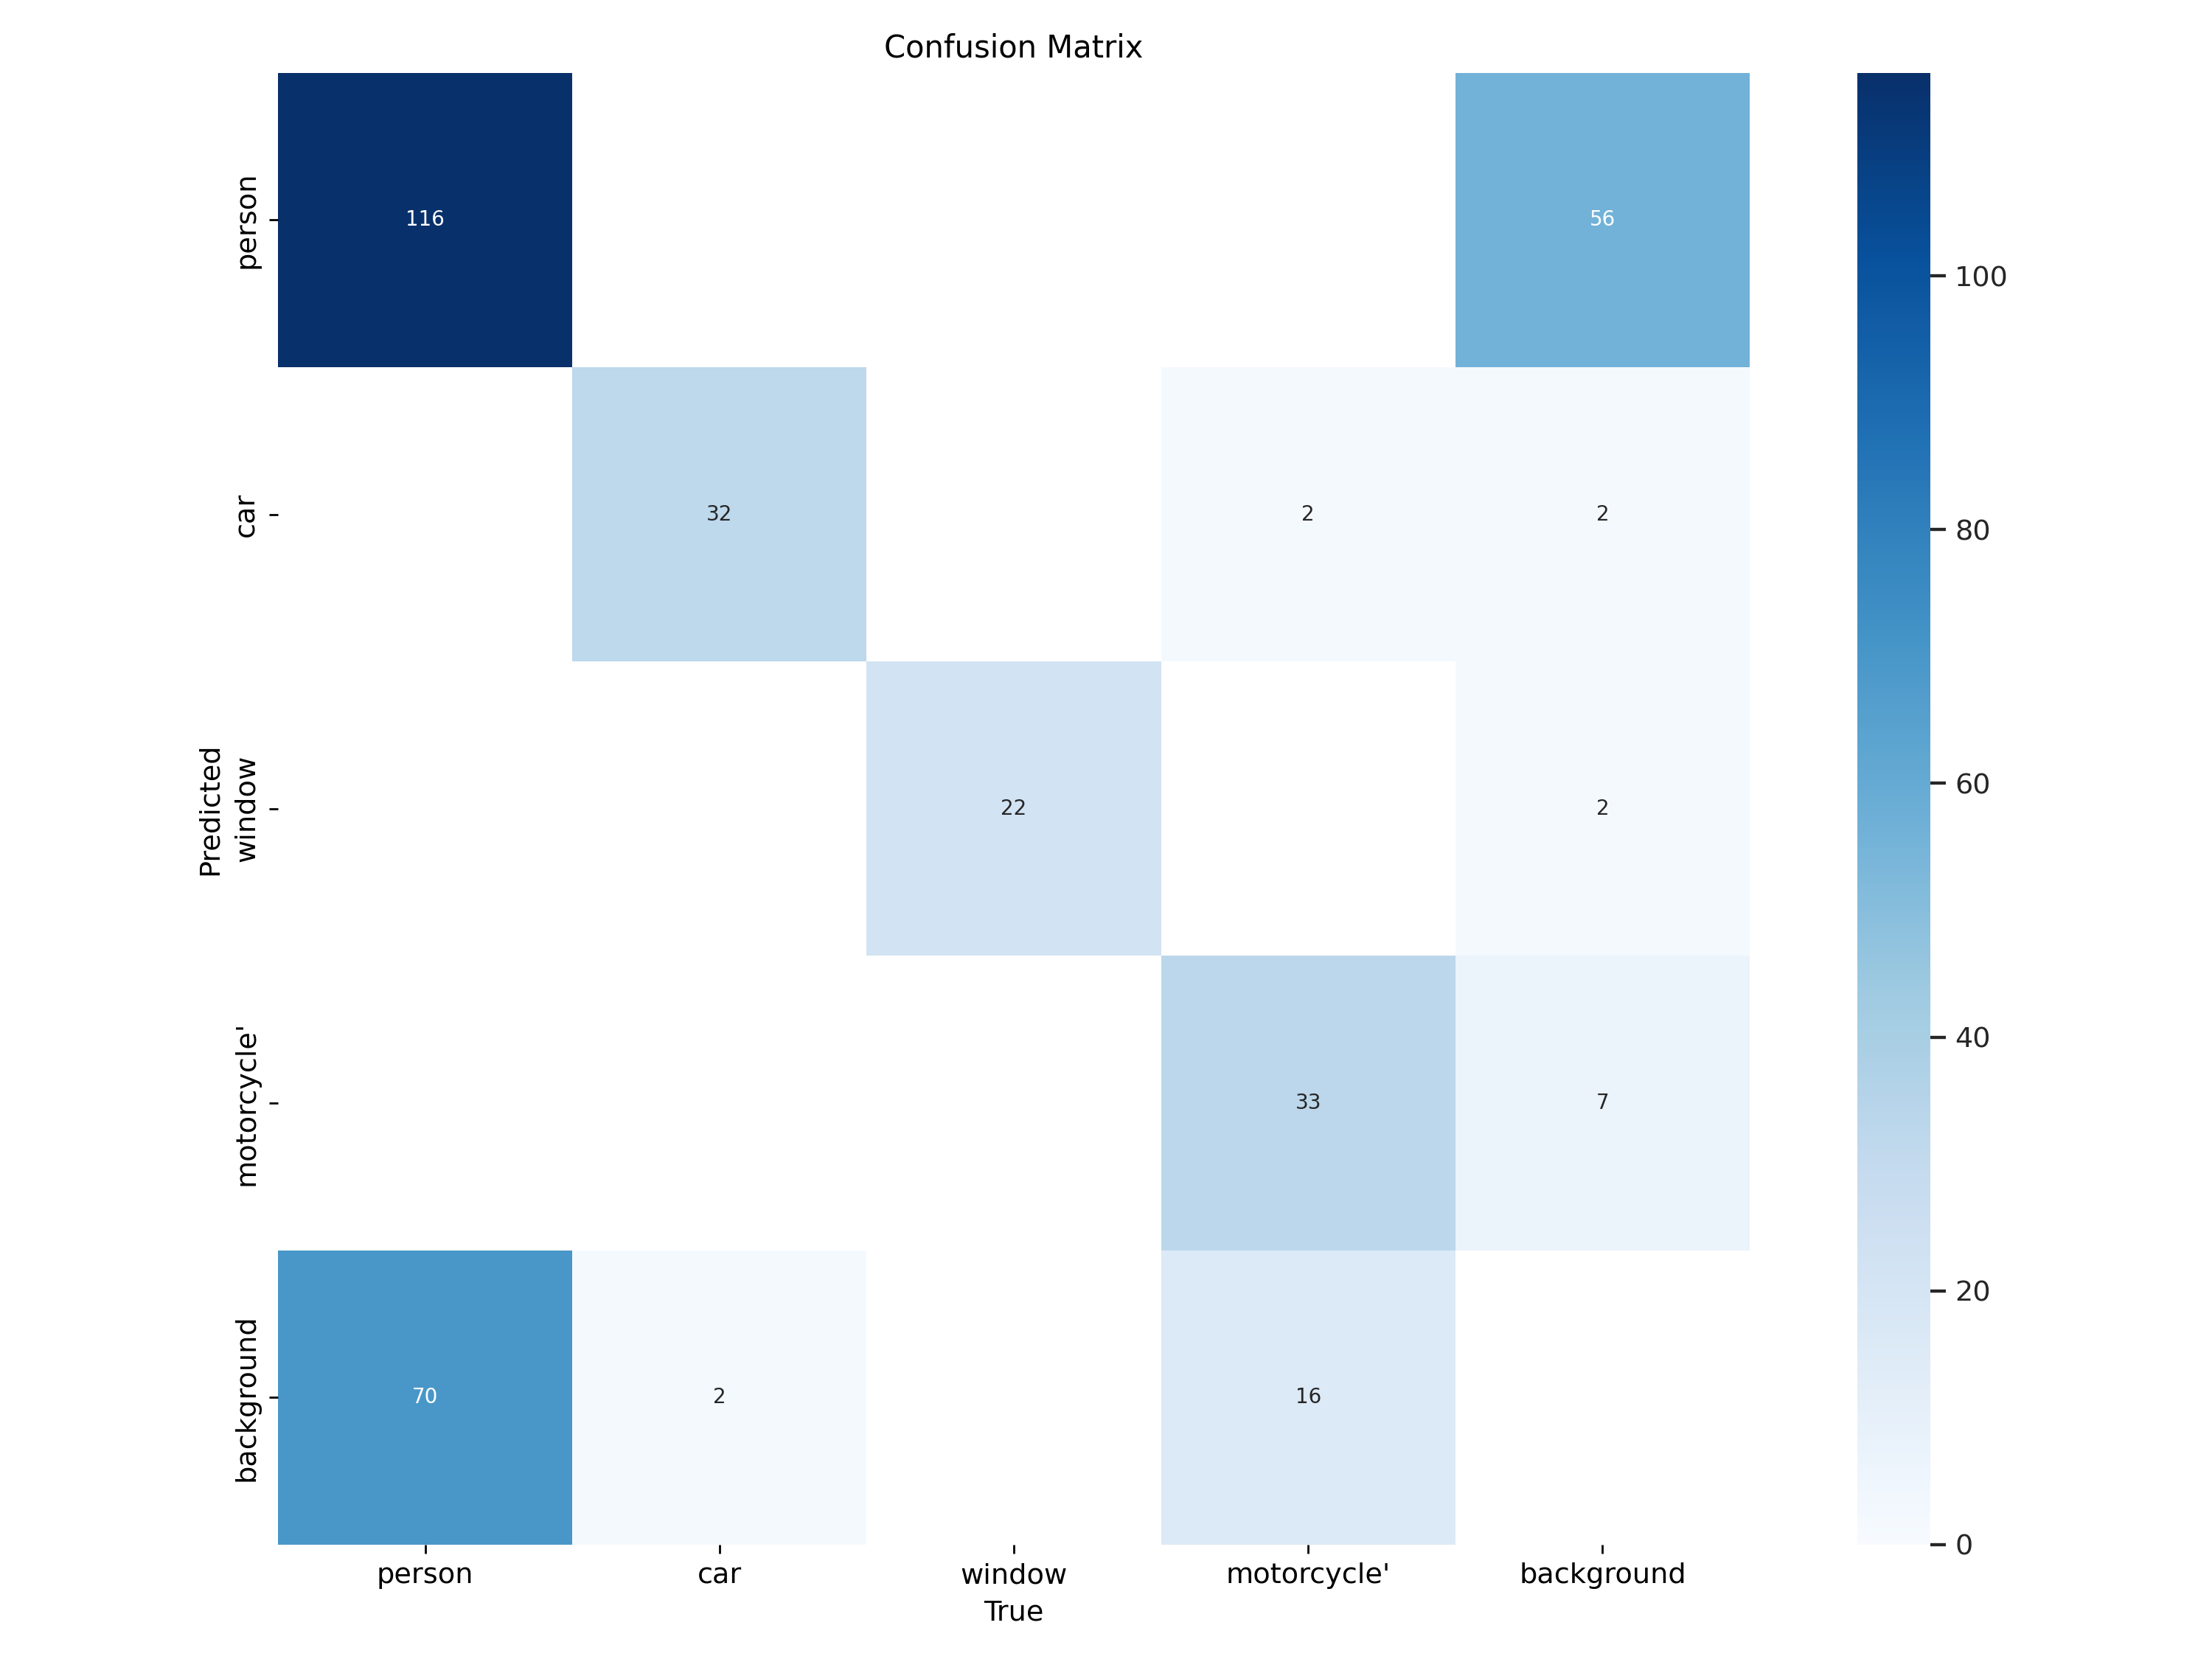 Confusion Matrix
person
116
56
100
car
32
2
2
80
Predicted
window
22
2
60
motorcycle'
33
7
40
background
70
2
16
20
0
person
car
window
motorcycle'
background
True